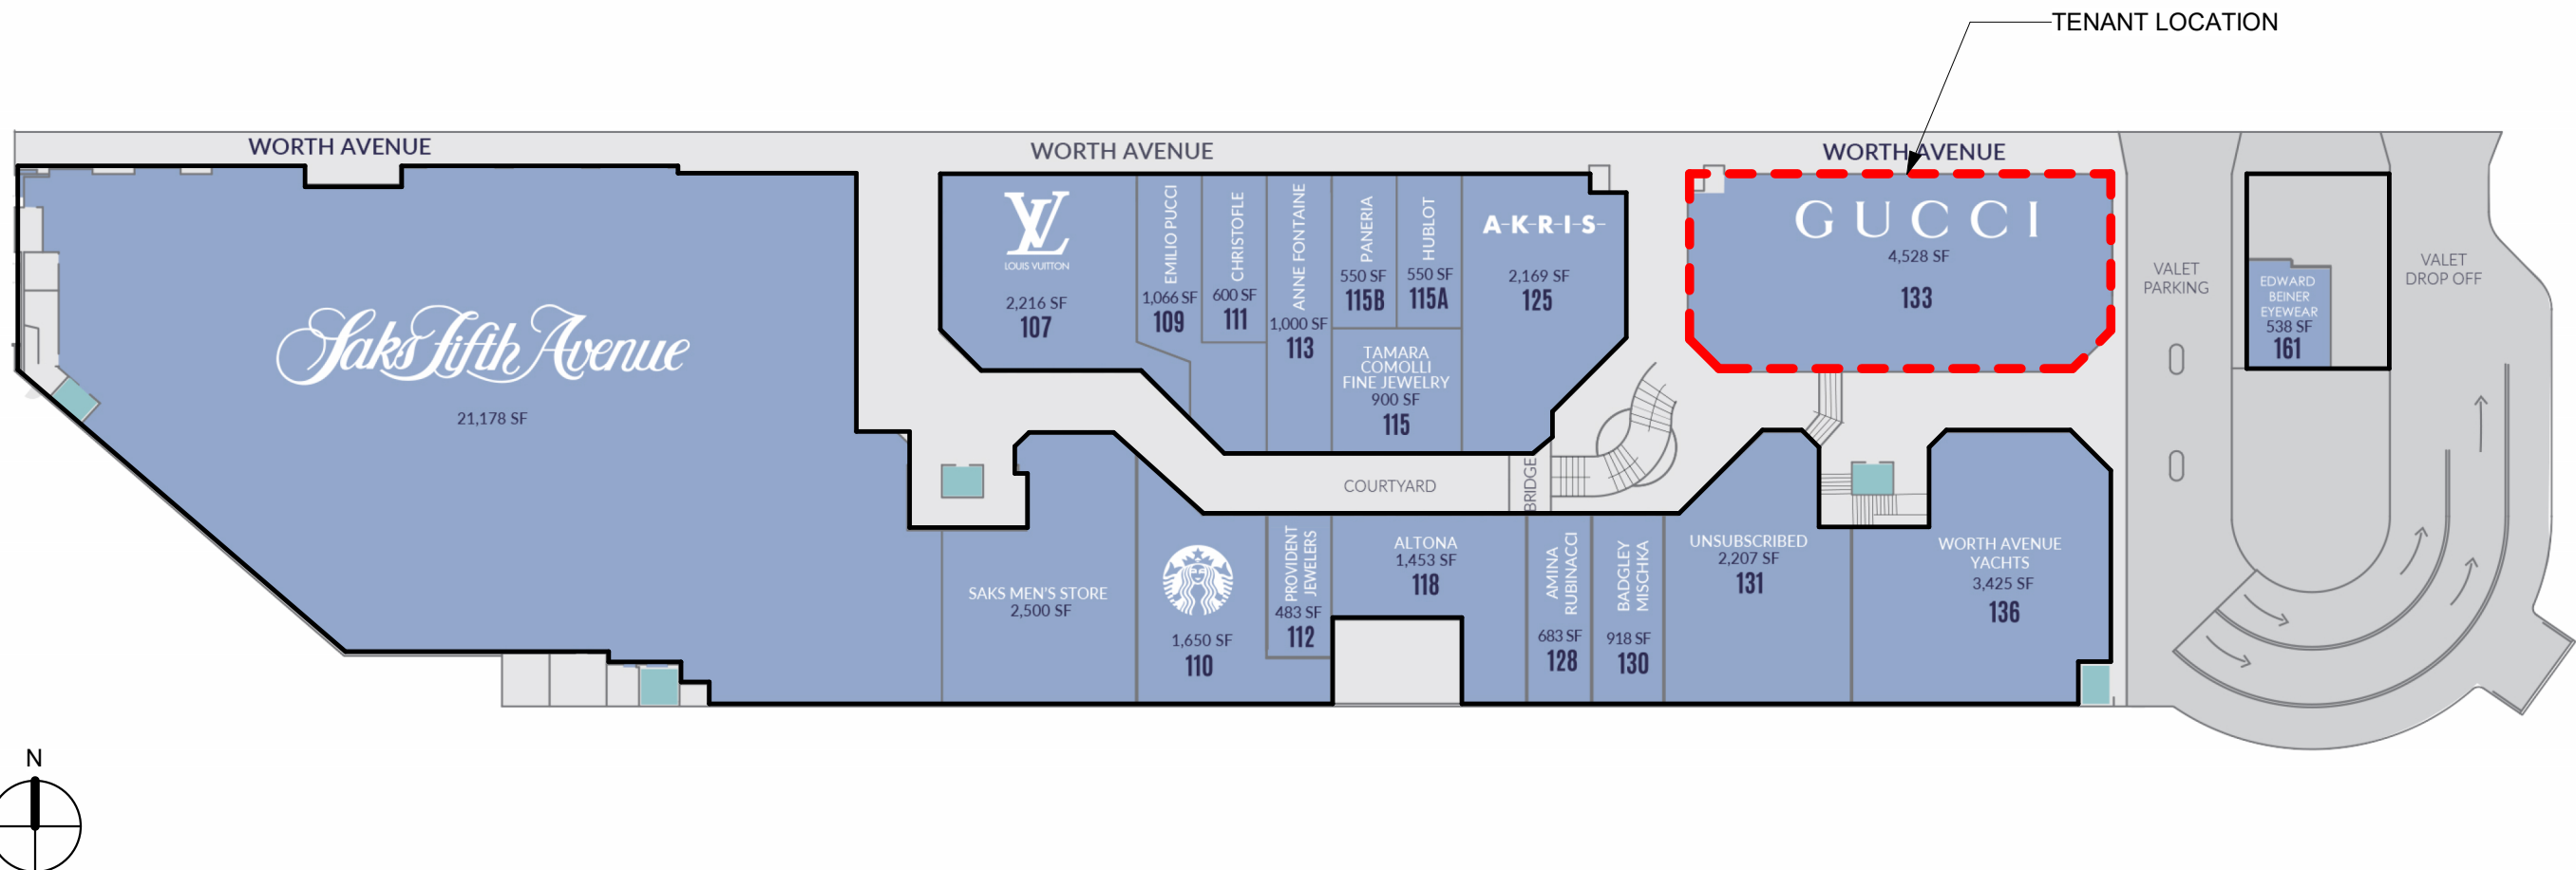 TENANT LOCATION
WORTH AVENUE
WORTH AVENUE
WORTH AVENUE
Saks Fifth Avenue
21,178 SF
LV
LOUIS VUITTON
2,216 SF
107
EMILIO PUCCI
1,066 SF
109
CHRISTOFLE
600 SF
111
ANNE FONTAINE
1,000 SF
113
PANERIA
550 SF
115B
HUBLOT
550 SF
115A
TAMARA
COMOLLI
FINE JEWELRY
900 SF
115
A-K-R-I-S-
2,169 SF
125
GUCCI
4,528 SF
133
VALET
PARKING
EDWARD
BEINER
EYEWEAR
538 SF
161
VALET
DROP OFF
COURTYARD
BRIDGE
SAKS MEN'S STORE
2,500 SF
1,650 SF
110
PROVIDENT
JEWELERS
483 SF
112
ALTONA
1,453 SF
118
AMINA
RUBINACCI
683 SF
128
BADGLEY
MISCHKA
918 SF
130
UNSUBSCRIBED
2,207 SF
131
WORTH AVENUE
YACHTS
3,425 SF
136
N